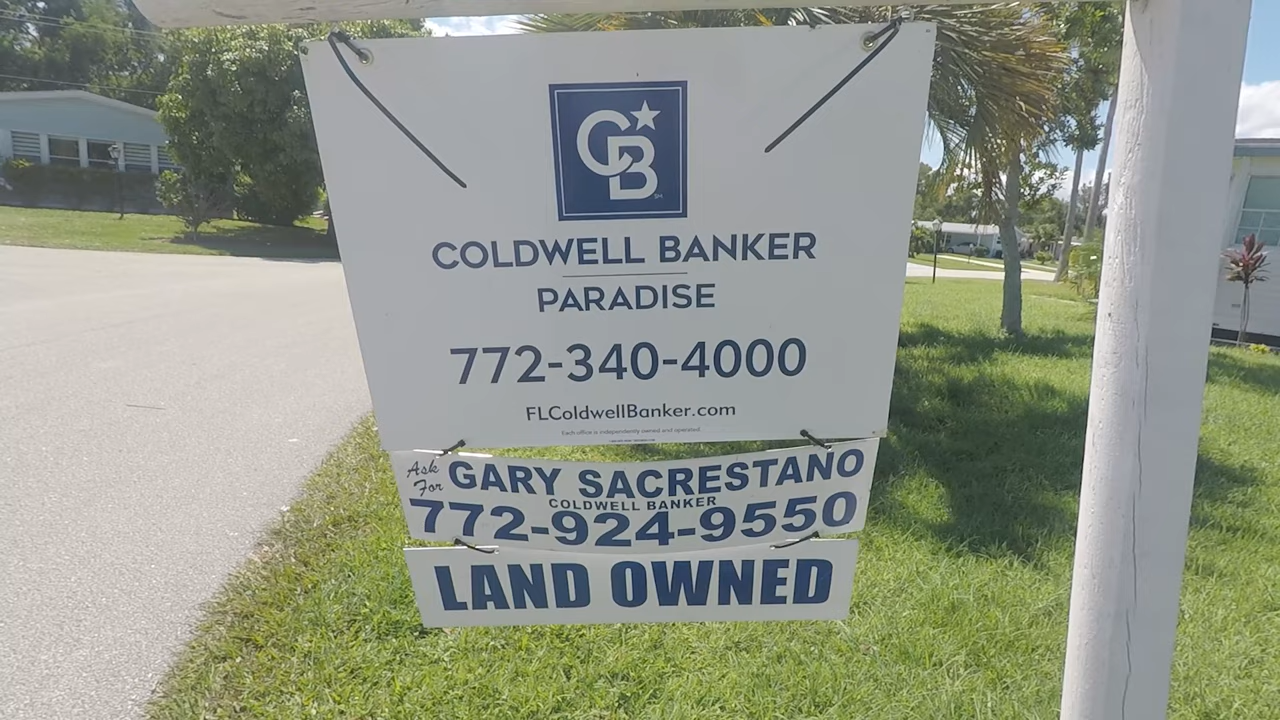 CB
COLDWELL BANKER
PARADISE
772-340-4000
FLColdwellBanker.com
Each office is independently owned and operated.
Ask For GARY SACRESTANO
COLDWELL BANKER
772-924-9550
LAND OWNED